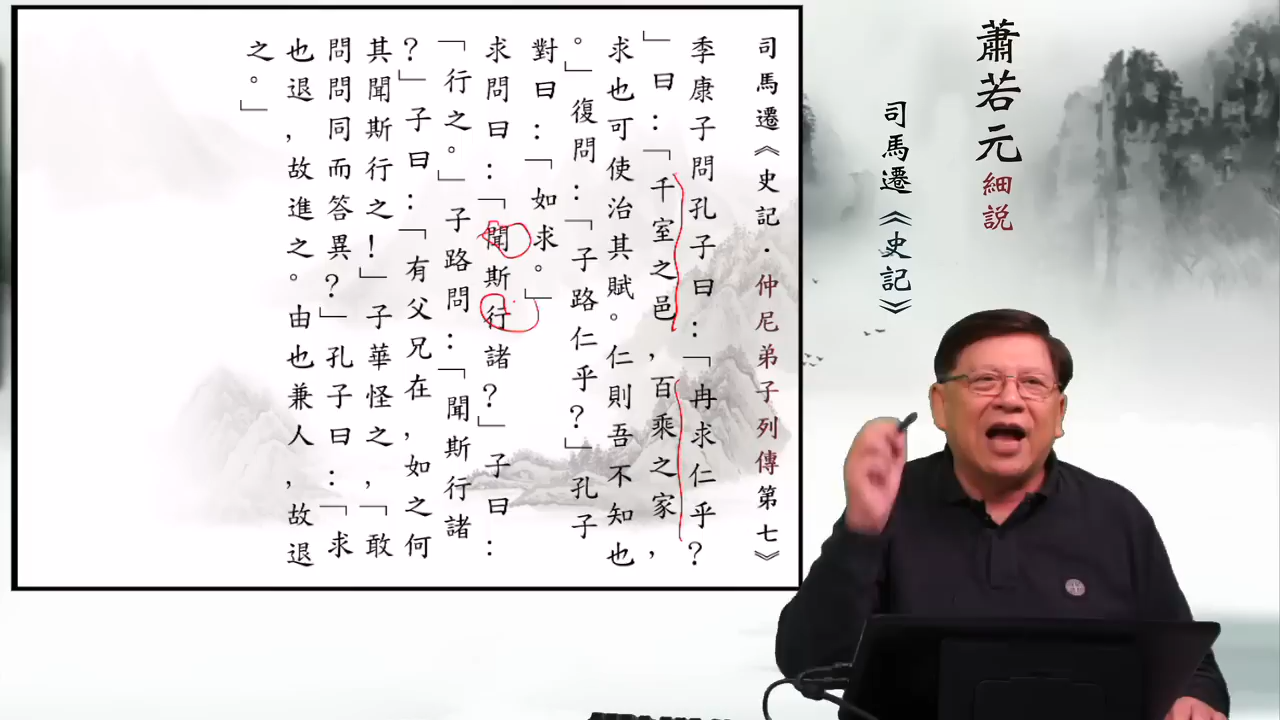 蕭若元細説
司馬遷《史記》
司馬遷《史記．仲尼弟子列傳第七》
季康子問孔子曰：「冉求仁乎？
」曰：「千室之邑，百乘之家，
求也可使治其賦。仁則吾不知也
。」復問：「子路仁乎？」孔子
對曰：「如求。」
求問曰：「聞斯行諸？」子曰：
「行之。」子路問：「聞斯行諸
？」子曰：「有父兄在，如之何
其聞斯行之！」子華怪之，「敢
問問同而答異？」孔子曰：「求
也退，故進之。由也兼人，故退
之。」